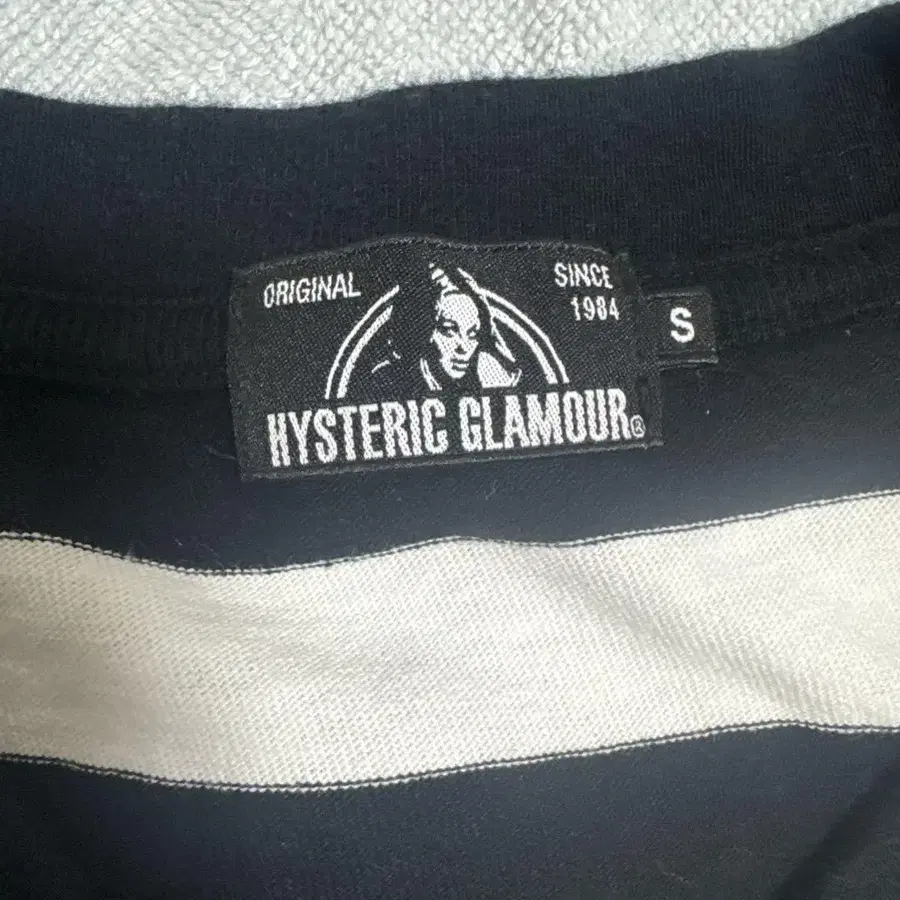 ORIGINAL
SINCE
1984
S
HYSTERIC GLAMOUR®